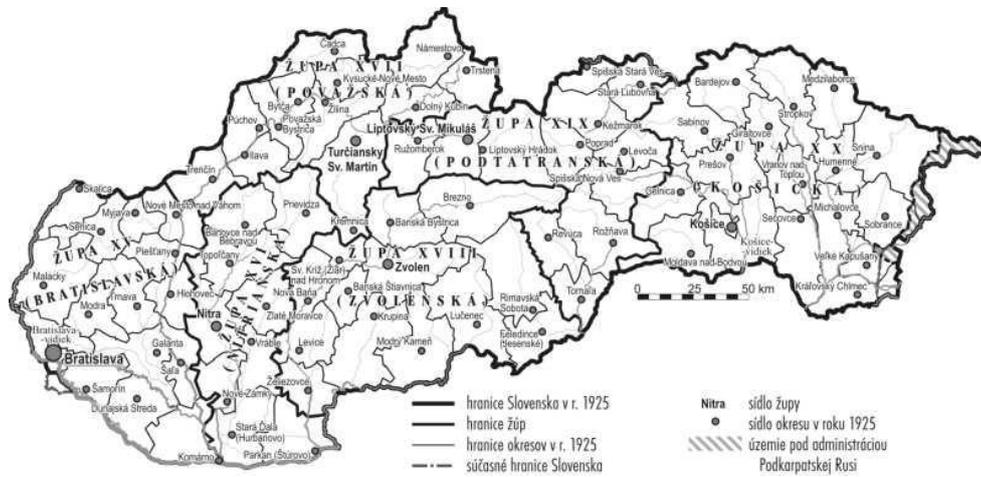 Čadca
Námestovo
Trstená
ŽUPA XVII
(POVAŽSKÁ)
Kysucké Nové Mesto
Bytča
Žilina
Považská
Bystrica
Dolný Kubín
Púchov
Ilava
Trenčín
Turčiansky
Sv. Martin
Liptovský Sv. Mikuláš
Ružomberok
Liptovský Hrádok
ŽUPA XIX
(PODTATRANSKÁ)
Spišská Stará Ves
Stará Ľubovňa
Kežmarok
Poprad
Levoča
Spišská Nová Ves
Gelnica
Bardejov
Medzilaborce
Stropkov
Sabinov
Giraltovce
ŽUPA XX
(KOŠICKÁ)
Prešov
Vranov nad
Topľou
Humenné
Snina
Michalovce
Sobrance
Sečovce
Košice
Košice-
vidiek
Moldava nad Bodvou
Veľké Kapušany
Kráľovský Chlmec
Skalica
Myjava
Senica
Nové Mesto nad Váhom
Piešťany
ŽUPA XV
(BRATISLAVSKÁ)
Malacky
Modra
Trnava
Hlohovec
Bratislava-
vidiek
Bratislava
Galanta
Šaľa
Šamorín
Dunajská Streda
Komárno
Prievidza
Bánovce nad
Bebravou
Topoľčany
ŽUPA XVI
(NITRIANSKA)
Nitra
Zlaté Moravce
Vráble
Nové Zámky
Stará Ďala
(Hurbanovo)
Parkan (Štúrovo)
Želiezovce
Levice
Kremnica
Banská Bystrica
Brezno
ŽUPA XVIII
(ZVOLENSKÁ)
Zvolen
Sv. Kríž (Žiar)
nad Hronom
Nová Baňa
Banská Štiavnica
Krupina
Modrý Kameň
Lučenec
Rimavská
Sobota
Feledince
(Jesenské)
Tornaľa
Revúca
Rožňava
0 25 50 km
hranice Slovenska v r. 1925
hranice žúp
hranice okresov v r. 1925
súčasné hranice Slovenska
Nitra sídlo župy
sídlo okresu v roku 1925
územie pod administráciou
Podkarpatskej Rusi